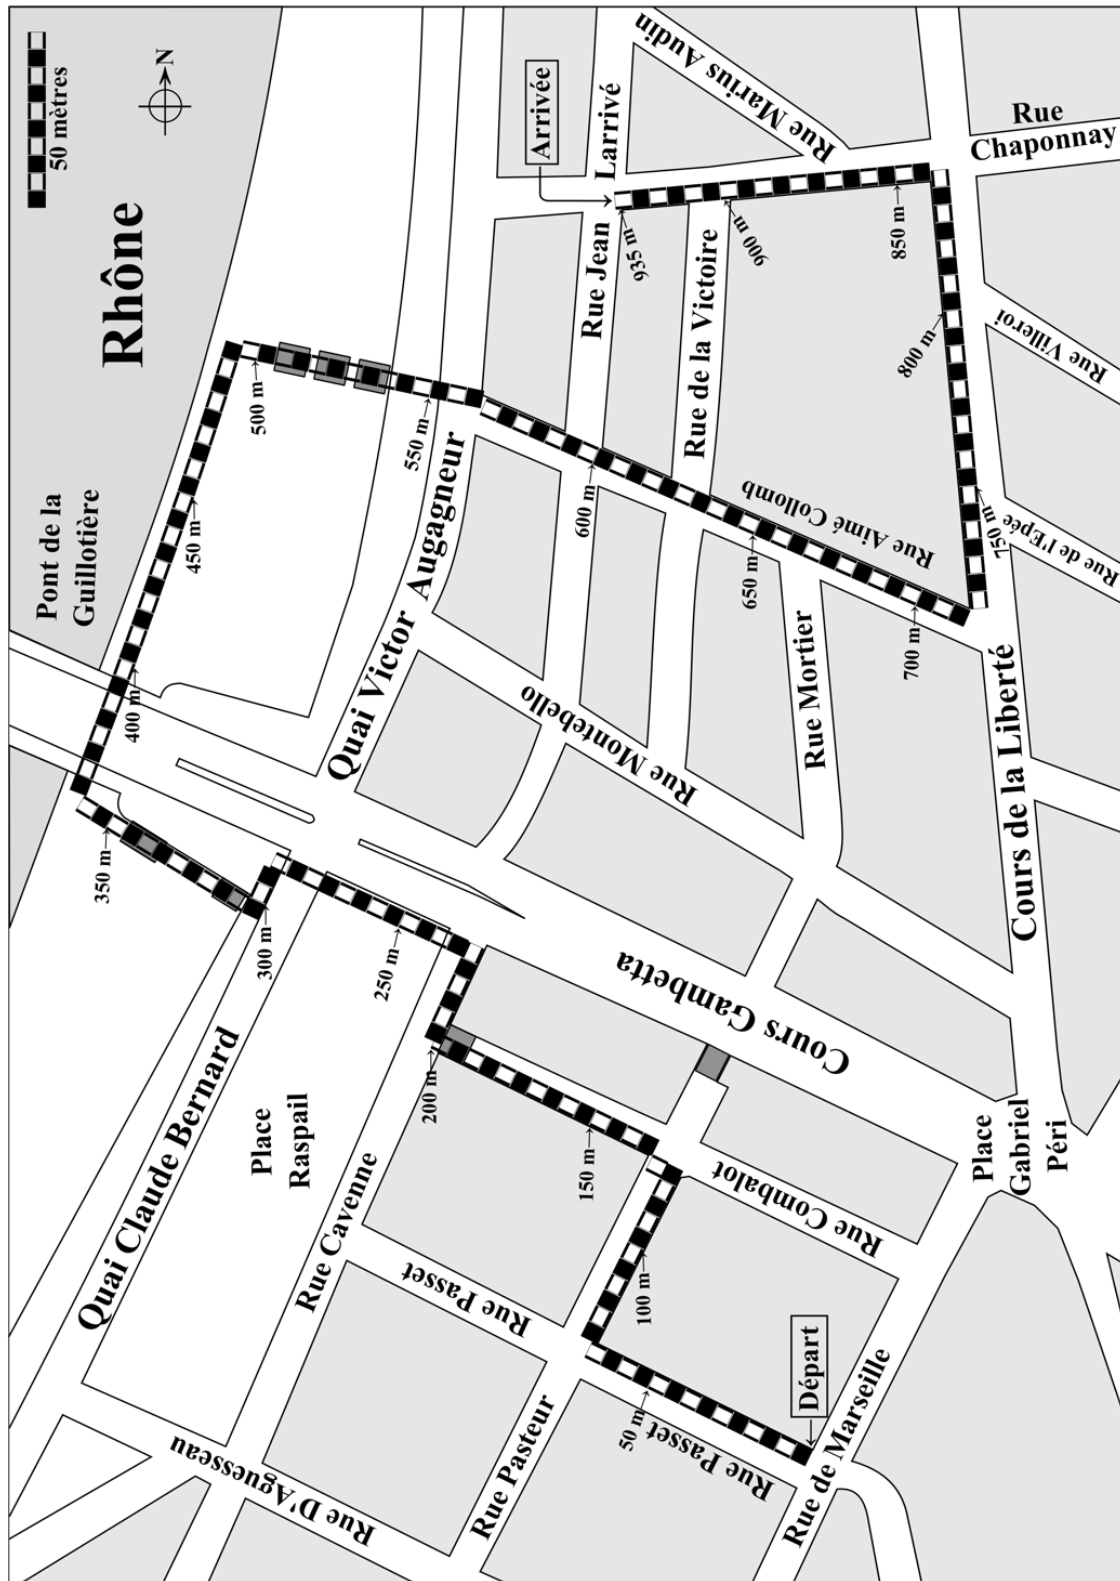 50 mètres
N
Rhône
Arrivée
Rue Marius Audin
Rue
Chaponnay
Rue Jean
Larrivé
935 m
900 m
850 m
Rue de la Victoire
800 m
Rue Villeroi
500 m
550 m
Pont de la
Guillotière
450 m
600 m
Rue Aimé Collomb
750 m
Rue de l'Epée
650 m
Quai Victor Augagneur
400 m
700 m
Rue Mortier
Rue Montebello
Cours de la Liberté
350 m
300 m
250 m
Cours Gambetta
200 m
Quai Claude Bernard
Place
Raspail
150 m
Place
Gabriel
Péri
Rue Cavenne
Rue Combalot
100 m
Rue Passet
Départ
50 m
Rue Passet
Rue de Marseille
Rue Pasteur
Rue D'Aguesseau